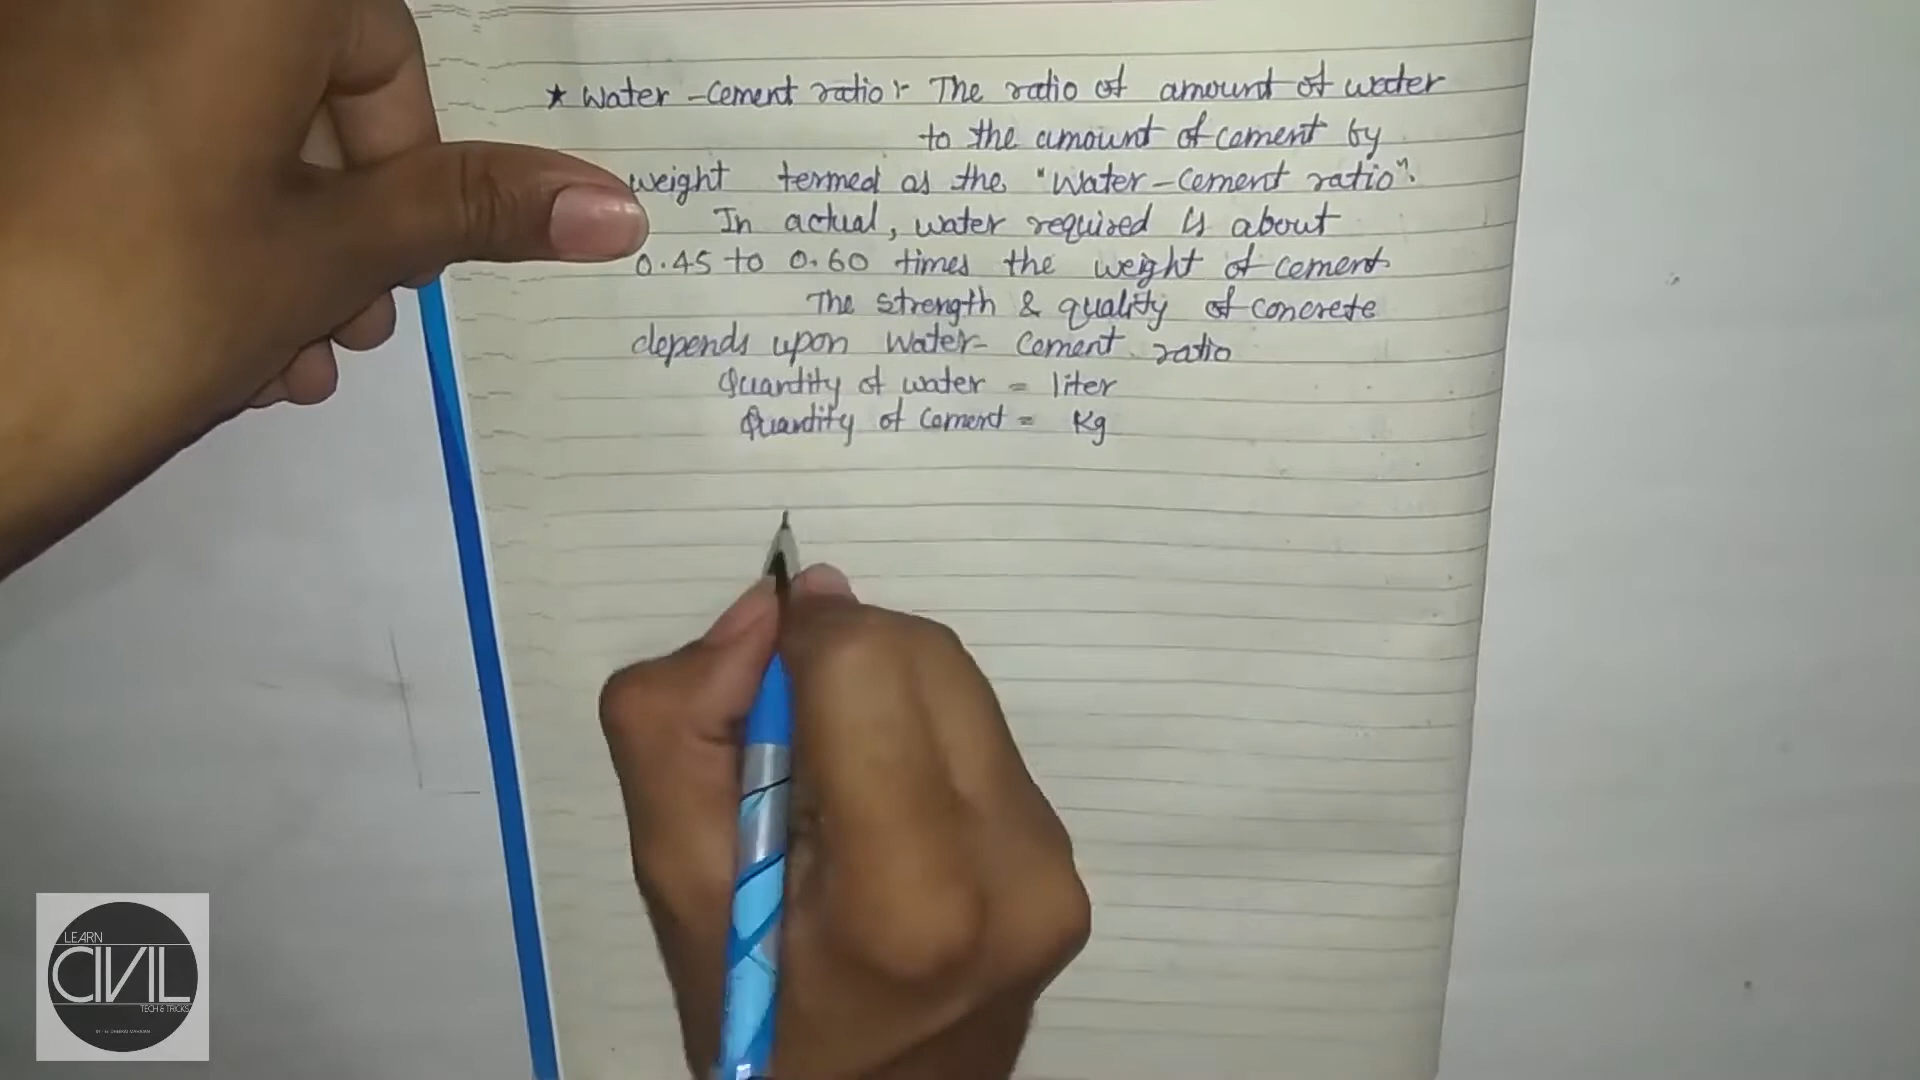 ★ Water - Cement ratio :- The ratio of amount of water
to the amount of cement by
weight termed as the "Water - Cement ratio".
In actual, water required is about
0.45 to 0.60 times the weight of cement
The strength & quality of concrete
depends upon Water - Cement ratio
Quantity of water = liter
Quantity of cement = Kg
LEARN
CIVIL
TECH & TRICKS